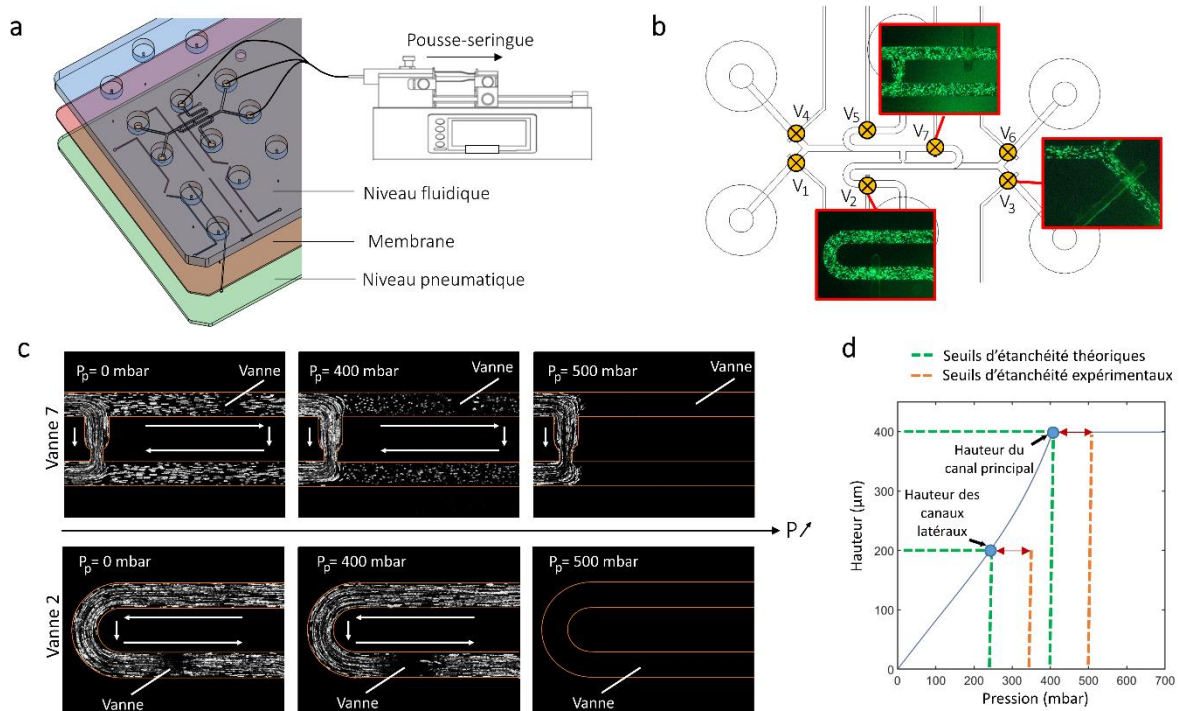 a
Pousse-seringue
Niveau fluidique
Membrane
Niveau pneumatique
b
V4
V5
V7
V6
V1
V2
V3
c
Vanne 7
Pp= 0 mbar
Vanne
Pp= 400 mbar
Vanne
Pp= 500 mbar
Vanne
P
Vanne 2
Pp= 0 mbar
Vanne
Pp= 400 mbar
Vanne
Pp= 500 mbar
Vanne
d
Seuils d'étanchéité théoriques
Seuils d'étanchéité expérimentaux
Hauteur (µm)
400
300
200
100
0
Hauteur du
canal principal
Hauteur des
canaux
latéraux
0 100 200 300 400 500 600 700
Pression (mbar)